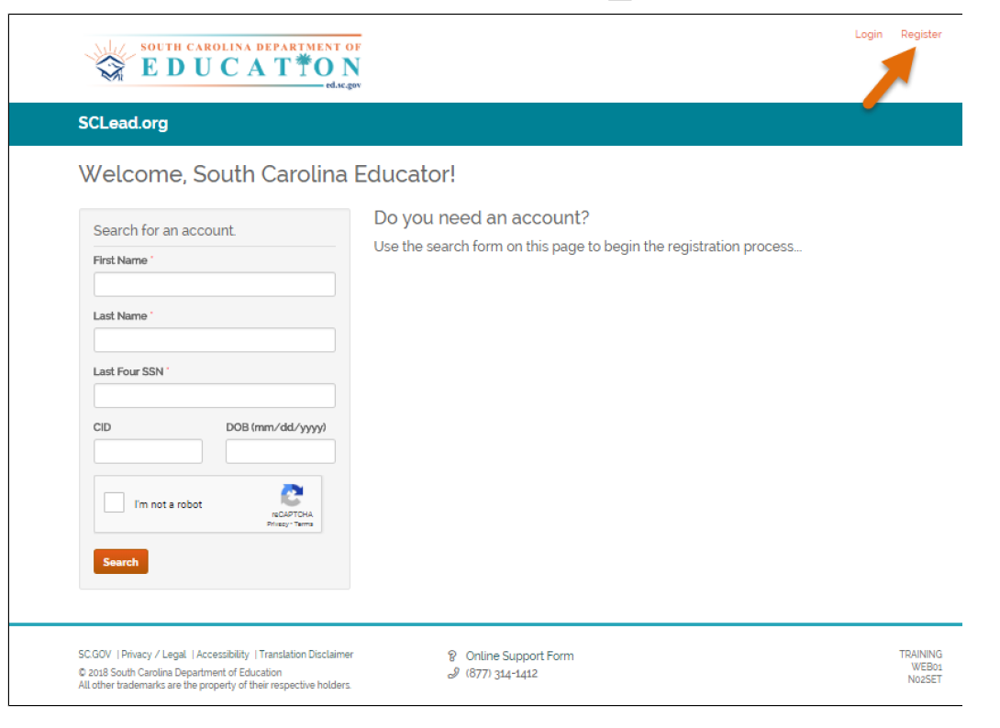 SOUTH CAROLINA DEPARTMENT OF
EDUCATION
ed.sc.gov
Login Register
SCLead.org
Welcome, South Carolina Educator!
Search for an account.
First Name *
Last Name *
Last Four SSN *
CID DOB (mm/dd/yyyy)
I'm not a robot
reCAPTCHA
Privacy - Terms
Search
Do you need an account?
Use the search form on this page to begin the registration process...
SC.GOV | Privacy / Legal | Accessibility | Translation Disclaimer
© 2018 South Carolina Department of Education
All other trademarks are the property of their respective holders.
Online Support Form
(877) 314-1412
TRAINING
WEB01
N02SET